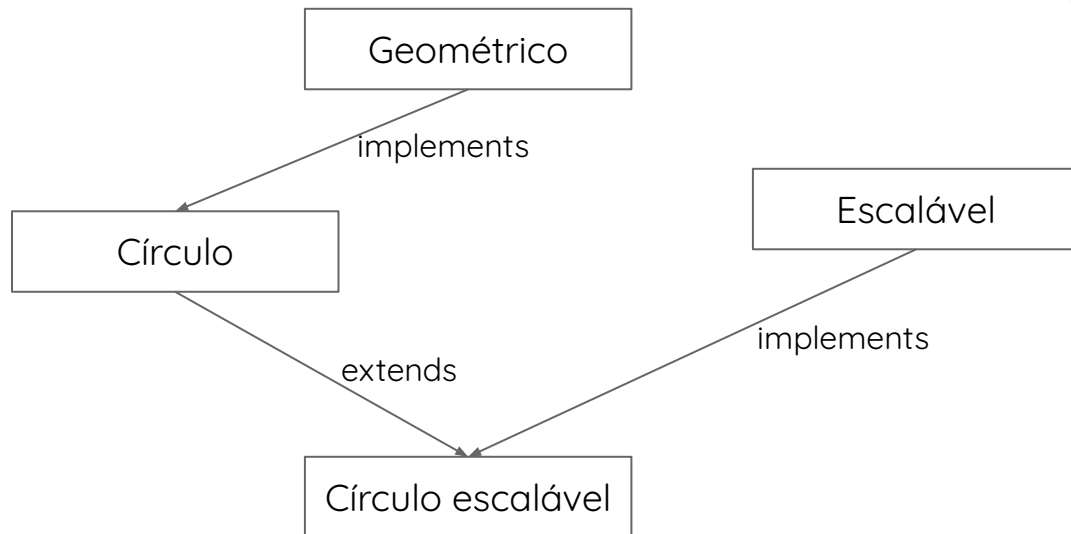 Geométrico
implements
Escalável
Círculo
implements
extends
Círculo escalável